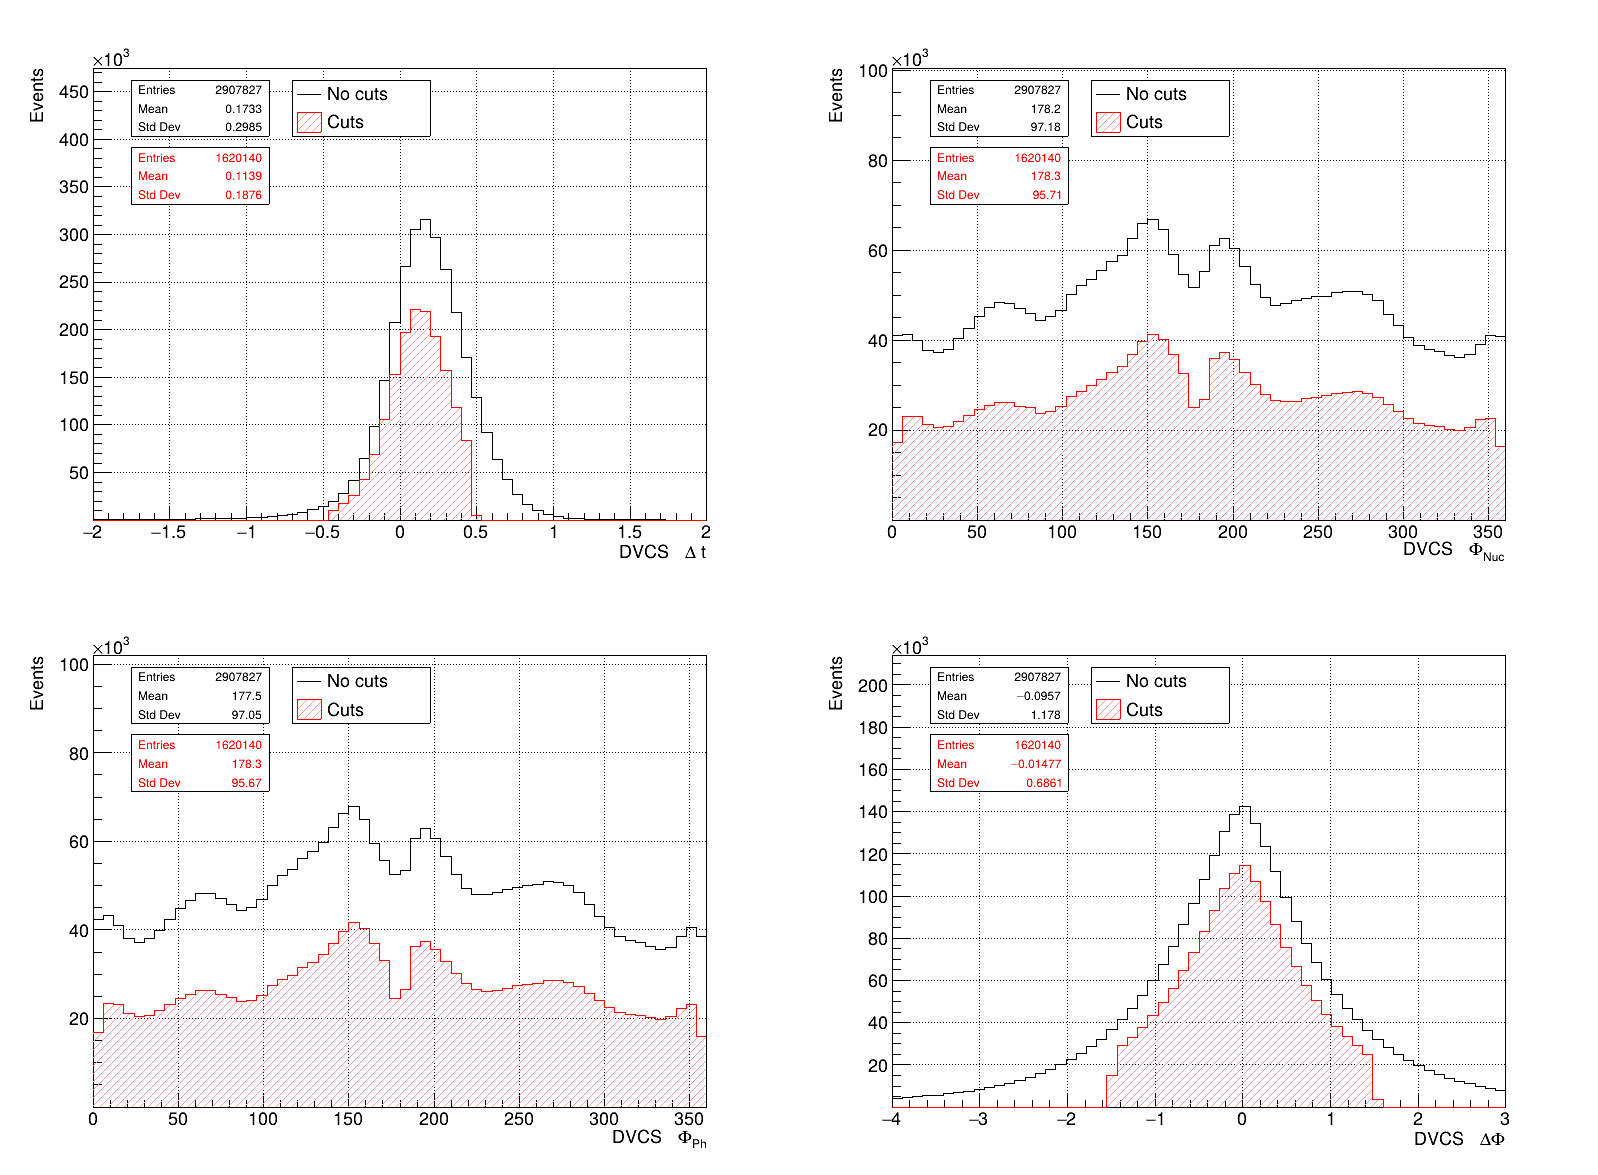 ×10³
Events
450
400
350
300
250
200
150
100
50
−2 −1.5 −1 −0.5 0 0.5 1 1.5 2
DVCS Δ t
Entries 2907827
Mean 0.1733
Std Dev 0.2985
Entries 1620140
Mean 0.1139
Std Dev 0.1876
No cuts
Cuts
×10³
Events
100
80
60
40
20
0 50 100 150 200 250 300 350
DVCS Φ_Nuc
Entries 2907827
Mean 178.2
Std Dev 97.18
Entries 1620140
Mean 178.3
Std Dev 95.71
No cuts
Cuts
×10³
Events
100
80
60
40
20
0 50 100 150 200 250 300 350
DVCS Φ_Ph
Entries 2907827
Mean 177.5
Std Dev 97.05
Entries 1620140
Mean 178.3
Std Dev 95.67
No cuts
Cuts
×10³
Events
200
180
160
140
120
100
80
60
40
20
−4 −3 −2 −1 0 1 2 3
DVCS ΔΦ
Entries 2907827
Mean −0.0957
Std Dev 1.178
Entries 1620140
Mean −0.01477
Std Dev 0.6861
No cuts
Cuts